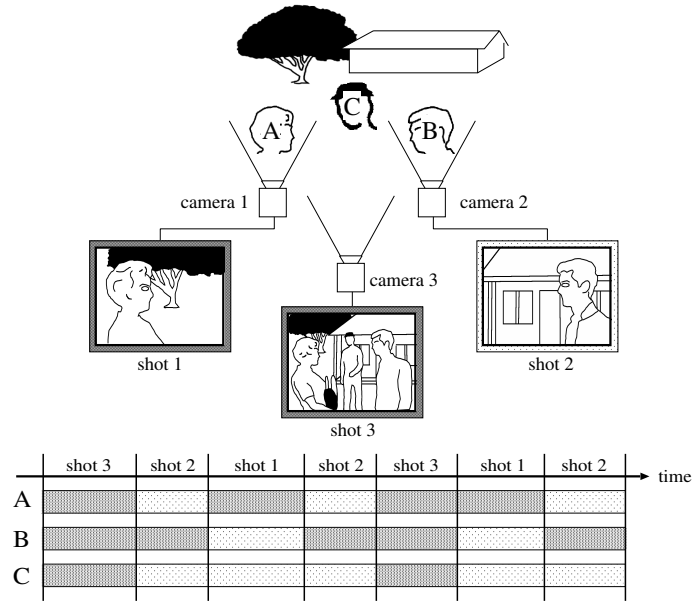 C
A
B
camera 1
camera 2
camera 3
shot 1
shot 2
shot 3
shot 3 shot 2 shot 1 shot 2 shot 3 shot 1 shot 2
time
A
B
C